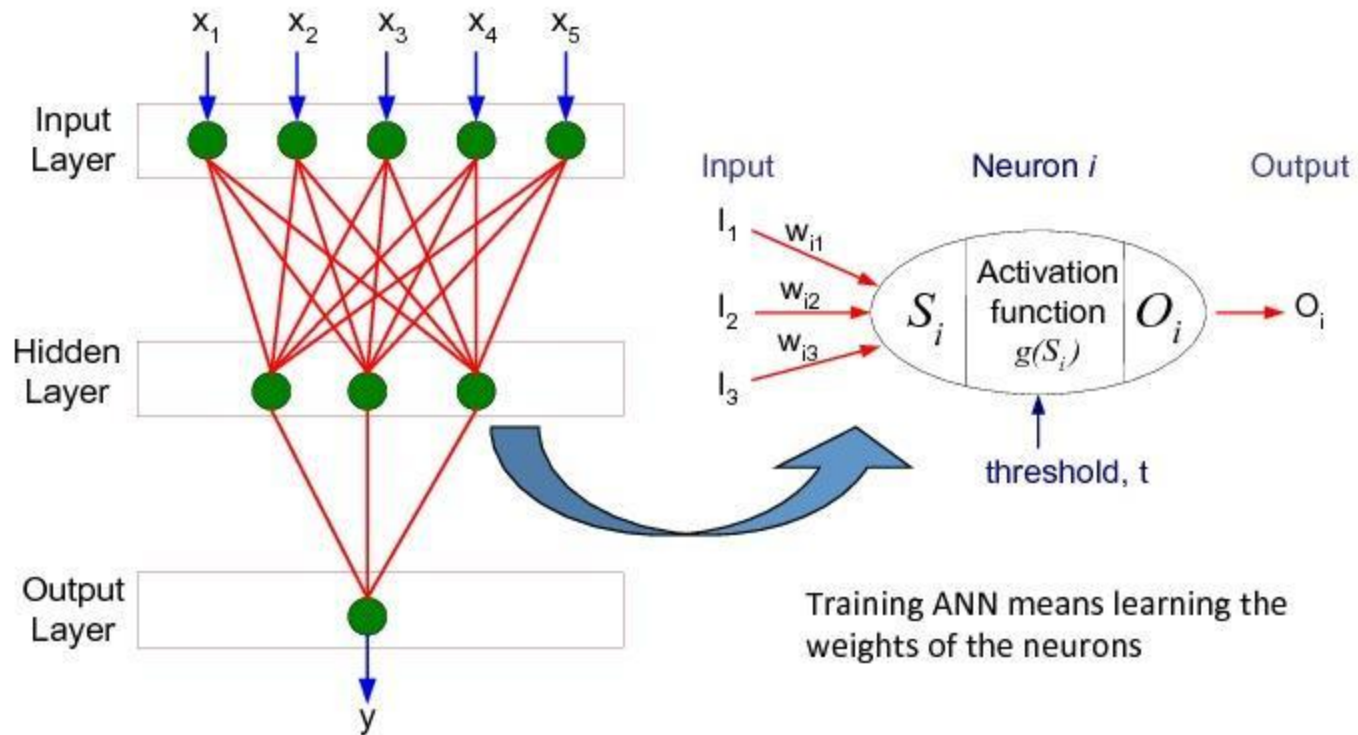 x1 x2 x3 x4 x5
Input
Layer
Hidden
Layer
Output
Layer
y
Input Neuron i Output
I1 wi1
I2 wi2
I3 wi3
Si
Activation
function
g(Si)
Oi
Oi
threshold, t
Training ANN means learning the
weights of the neurons